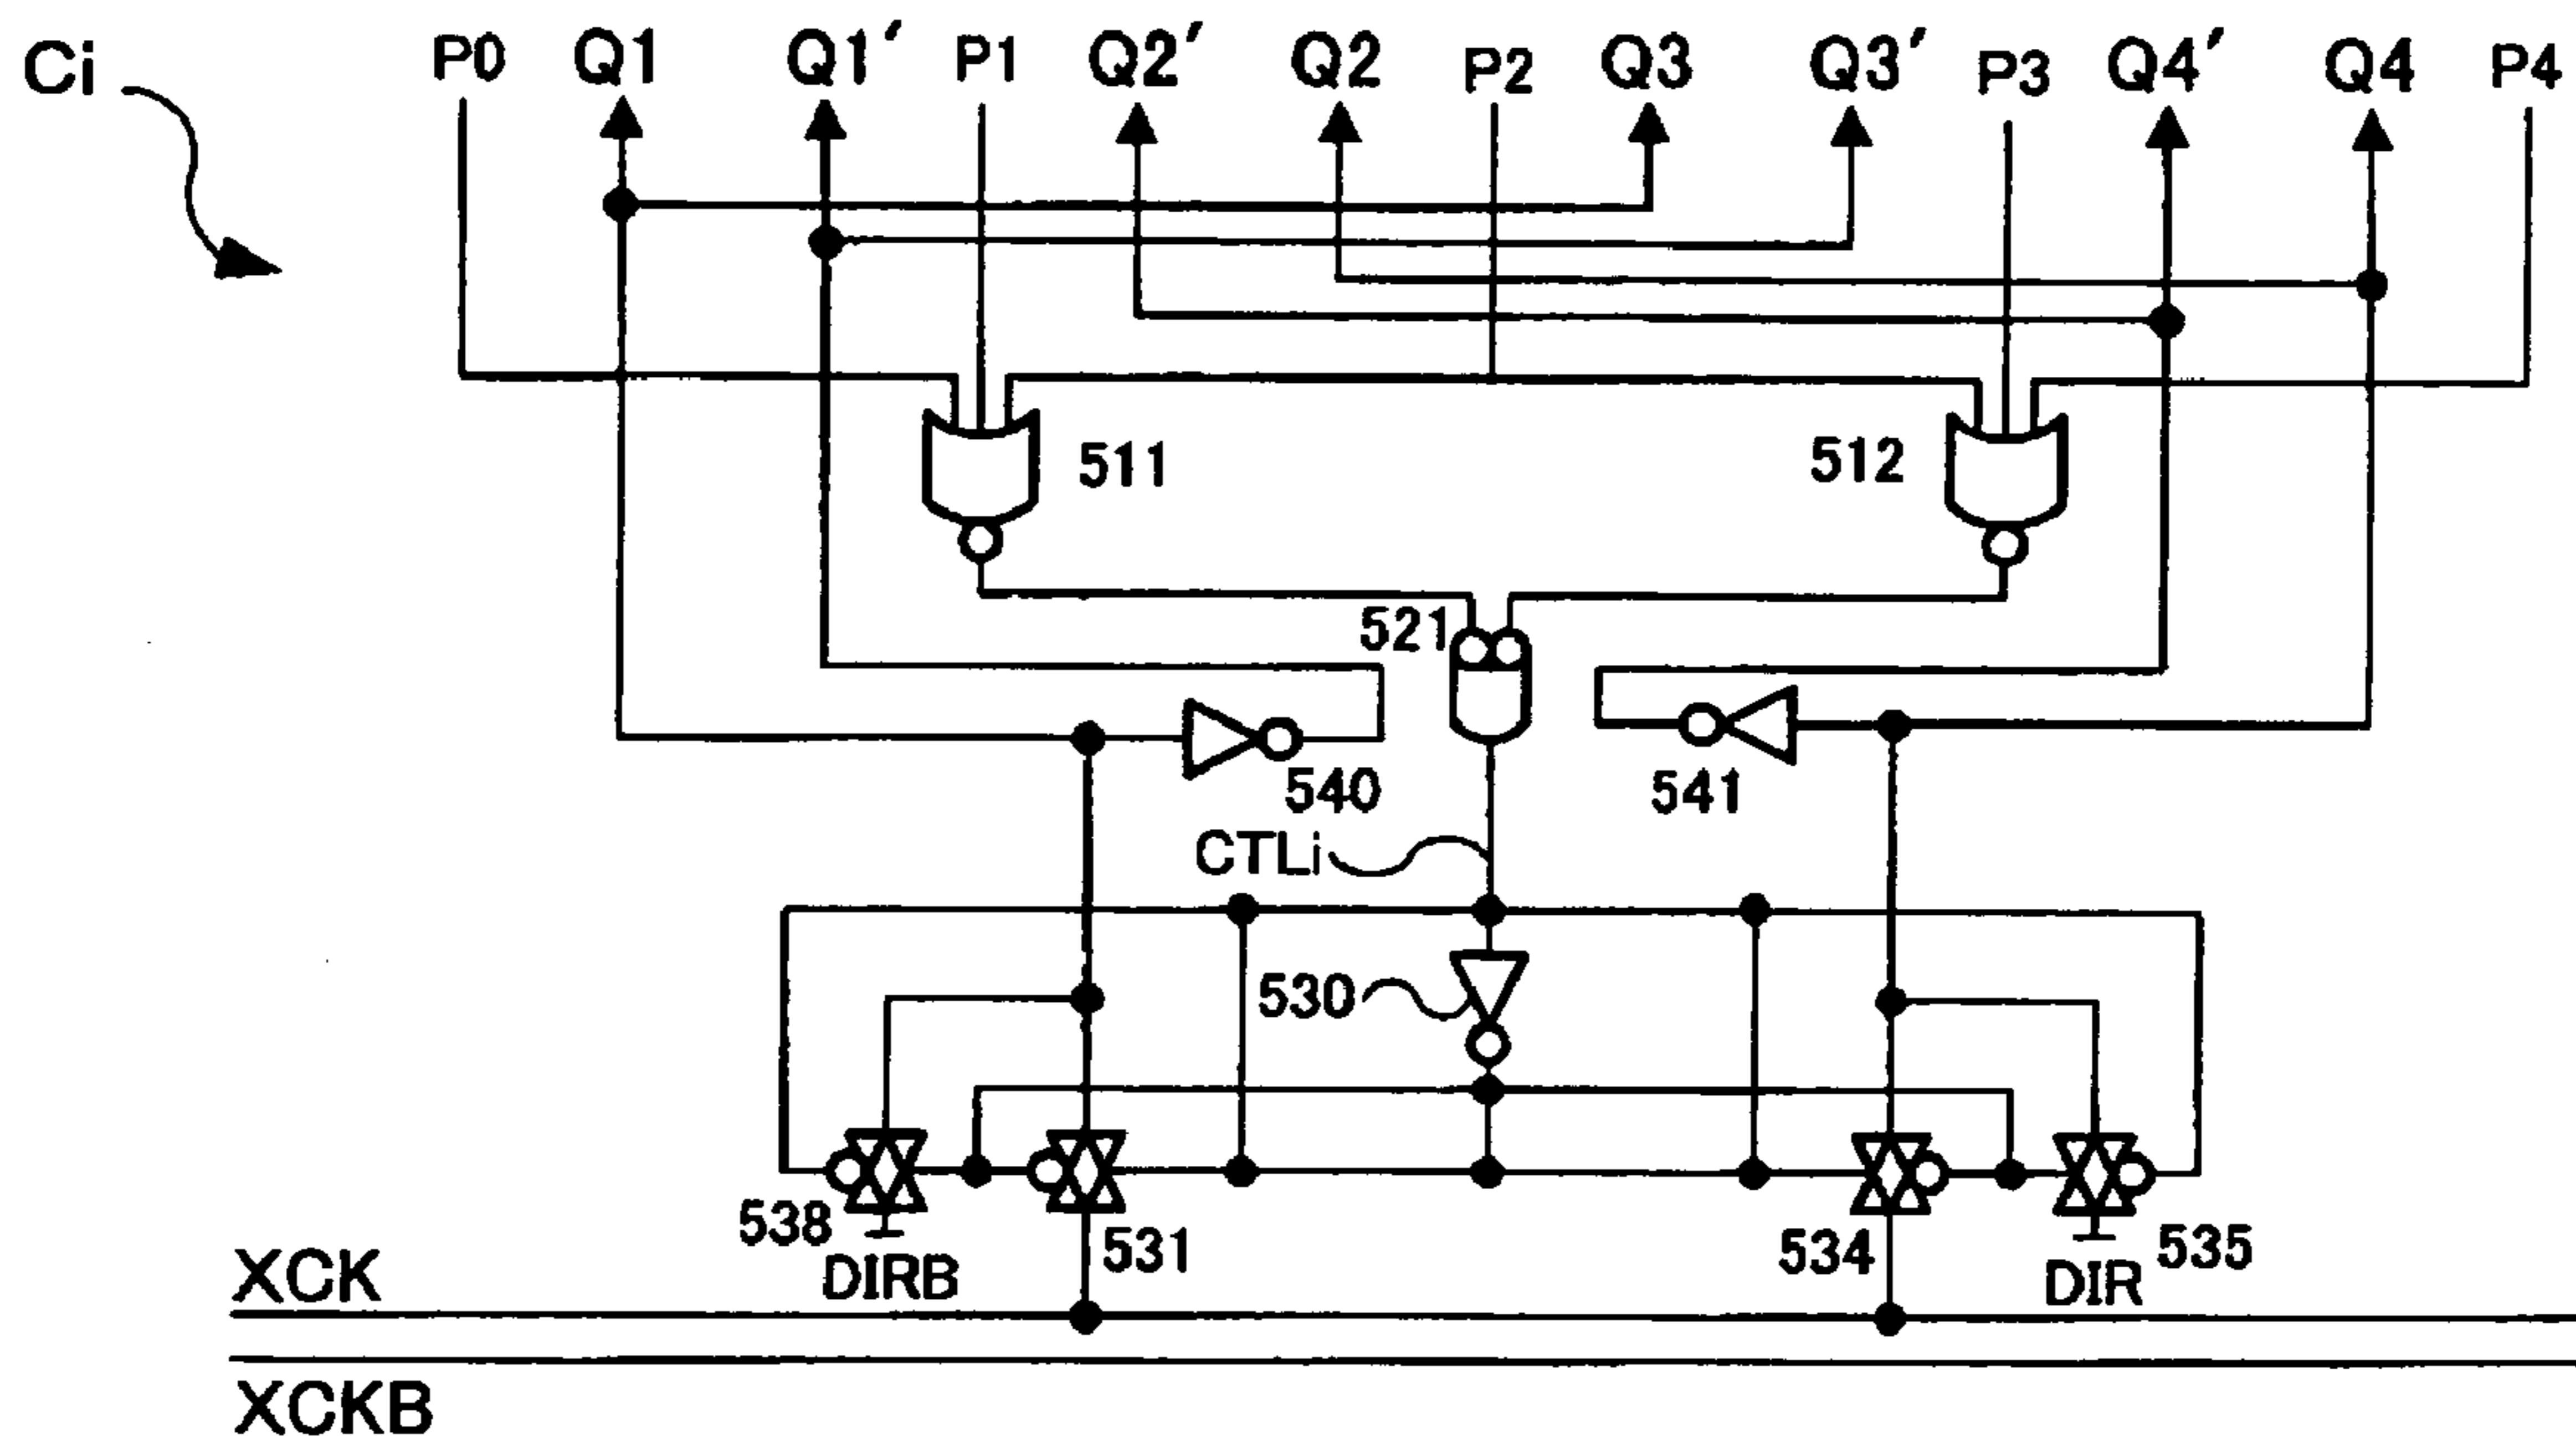 Ci
P0 Q1 Q1′ P1 Q2′ Q2 P2 Q3 Q3′ P3 Q4′ Q4 P4
511
512
521
540
541
CTLi
530
538
531
534
535
DIRB
DIR
XCK
XCKB